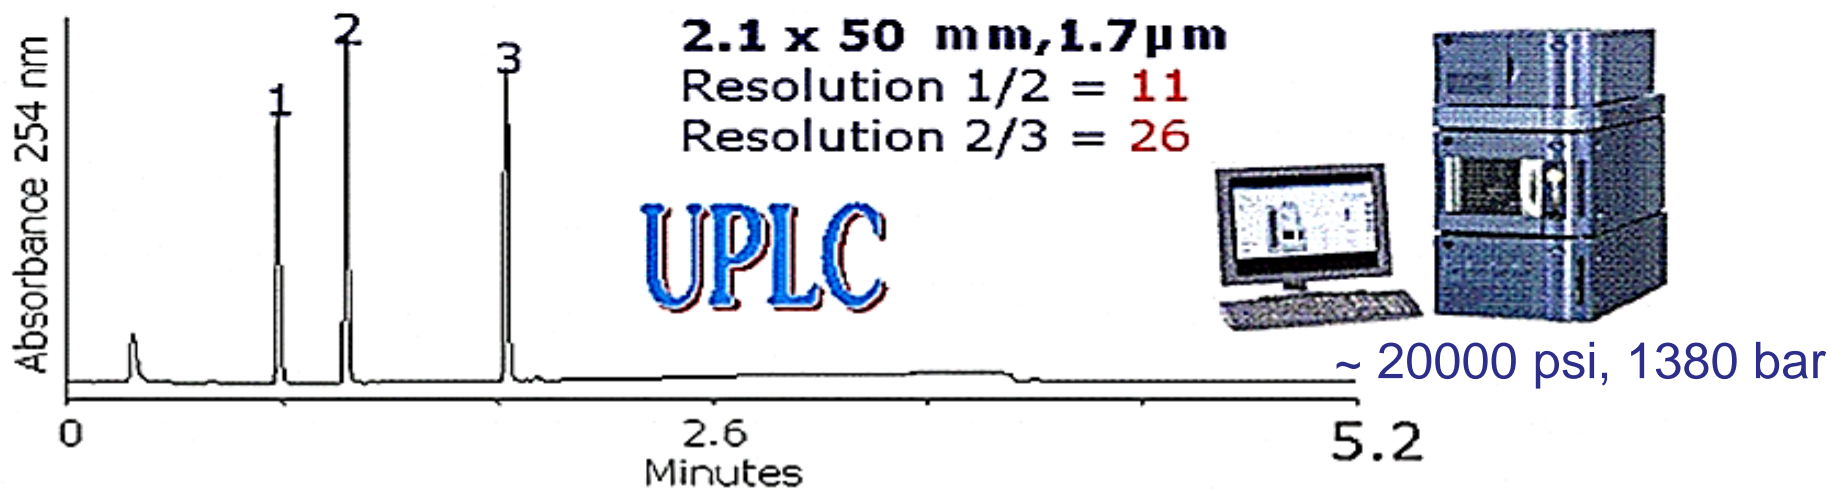 Absorbance 254 nm
1
2
3
2.1 x 50 mm,1.7µm
Resolution 1/2 = 11
Resolution 2/3 = 26
UPLC
~ 20000 psi, 1380 bar
0
2.6
5.2
Minutes